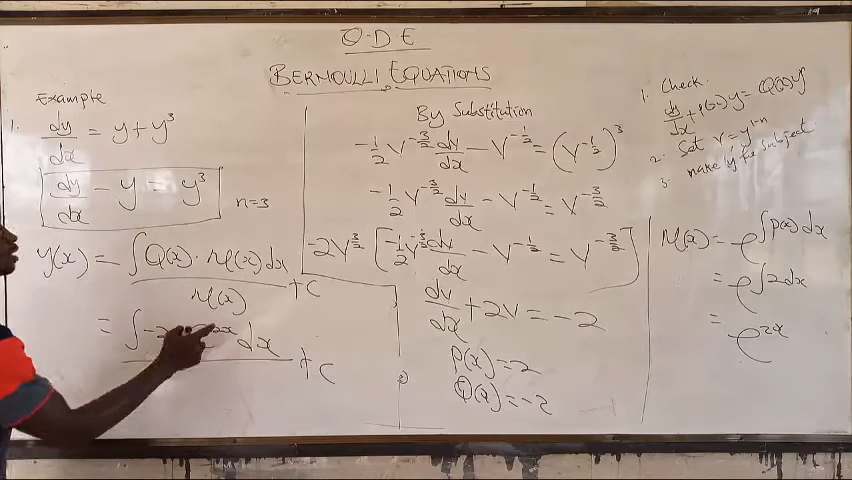 O.D.E
BERNOULLI EQUATIONS
Example
1. dy/dx = y + y^3
dy/dx - y = y^3
n=3
y(x) = ∫Q(x)·μ(x)dx / μ(x) + C
= ∫-2 2x dx + C
By Substitution
-1/2 V^(-3/2) dv/dx - V^(-1/2) = (V^(-1/2))^3
-1/2 V^(-3/2) dv/dx - V^(-1/2) = V^(-3/2)
-2V^(3/2) [-1/2 V^(-3/2) dv/dx - V^(-1/2) = V^(-3/2)]
dv/dx + 2V = -2
P(x) = 2
Q(x) = -2
1. Check.
dy/dx + P(x)y = Q(x)y^n
2. Set V = y^(1-n)
3. make y the subject
μ(x) = e^(∫P(x)dx)
= e^(∫2dx)
= e^(2x)